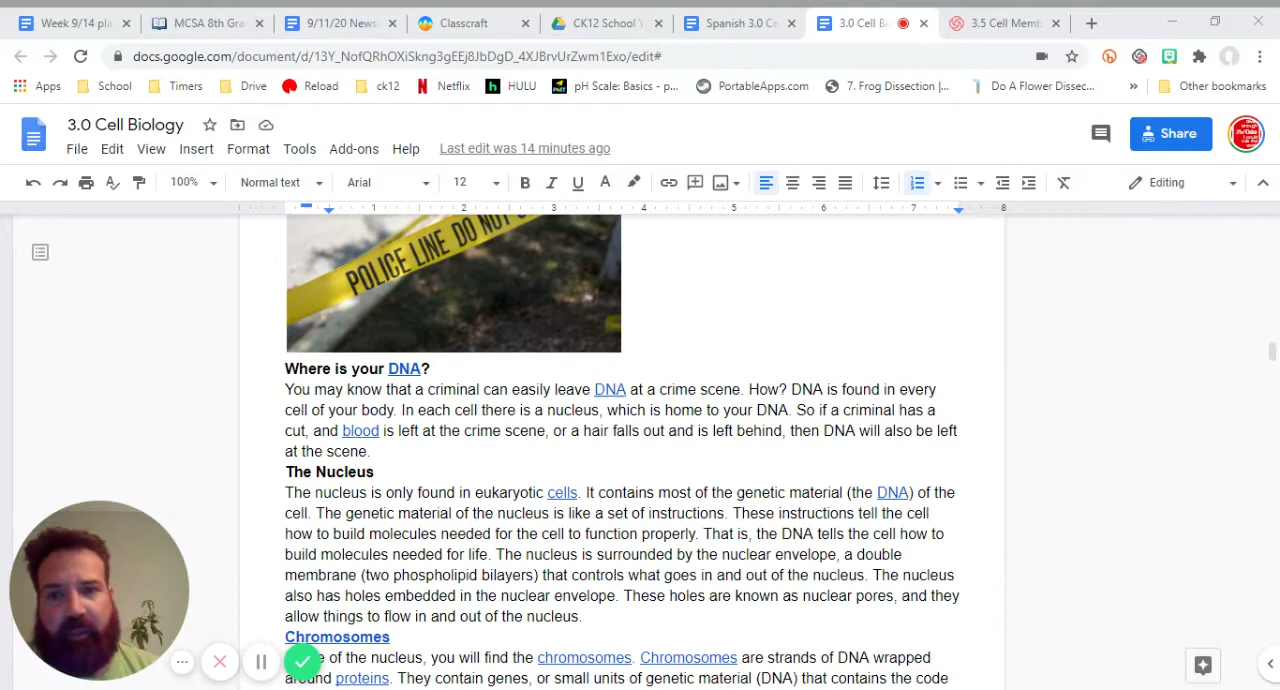 Week 9/14 pla
MCSA 8th Gra
9/11/20 News
Classcraft
CK12 School Y
Spanish 3.0 Ce
3.0 Cell B
3.5 Cell Memb
docs.google.com/document/d/13Y_NofQRhOXiSkng3gEEj8JbDgD_4XJBrvUrZwm1Exo/edit#
Apps School Timers Drive Reload ck12 Netflix HULU pH Scale: Basics - p... PortableApps.com 7. Frog Dissection |... Do A Flower Dissec... » Other bookmarks
3.0 Cell Biology
File Edit View Insert Format Tools Add-ons Help Last edit was 14 minutes ago
Share
100% Normal text Arial 12 B I U A Editing
1 2 3 4 5 6 7 8
POLICE LINE DO NOT
Where is your DNA?
You may know that a criminal can easily leave DNA at a crime scene. How? DNA is found in every
cell of your body. In each cell there is a nucleus, which is home to your DNA. So if a criminal has a
cut, and blood is left at the crime scene, or a hair falls out and is left behind, then DNA will also be left
at the scene.
The Nucleus
The nucleus is only found in eukaryotic cells. It contains most of the genetic material (the DNA) of the
cell. The genetic material of the nucleus is like a set of instructions. These instructions tell the cell
how to build molecules needed for the cell to function properly. That is, the DNA tells the cell how to
build molecules needed for life. The nucleus is surrounded by the nuclear envelope, a double
membrane (two phospholipid bilayers) that controls what goes in and out of the nucleus. The nucleus
also has holes embedded in the nuclear envelope. These holes are known as nuclear pores, and they
allow things to flow in and out of the nucleus.
Chromosomes
of the nucleus, you will find the chromosomes. Chromosomes are strands of DNA wrapped
around proteins. They contain genes, or small units of genetic material (DNA) that contains the code